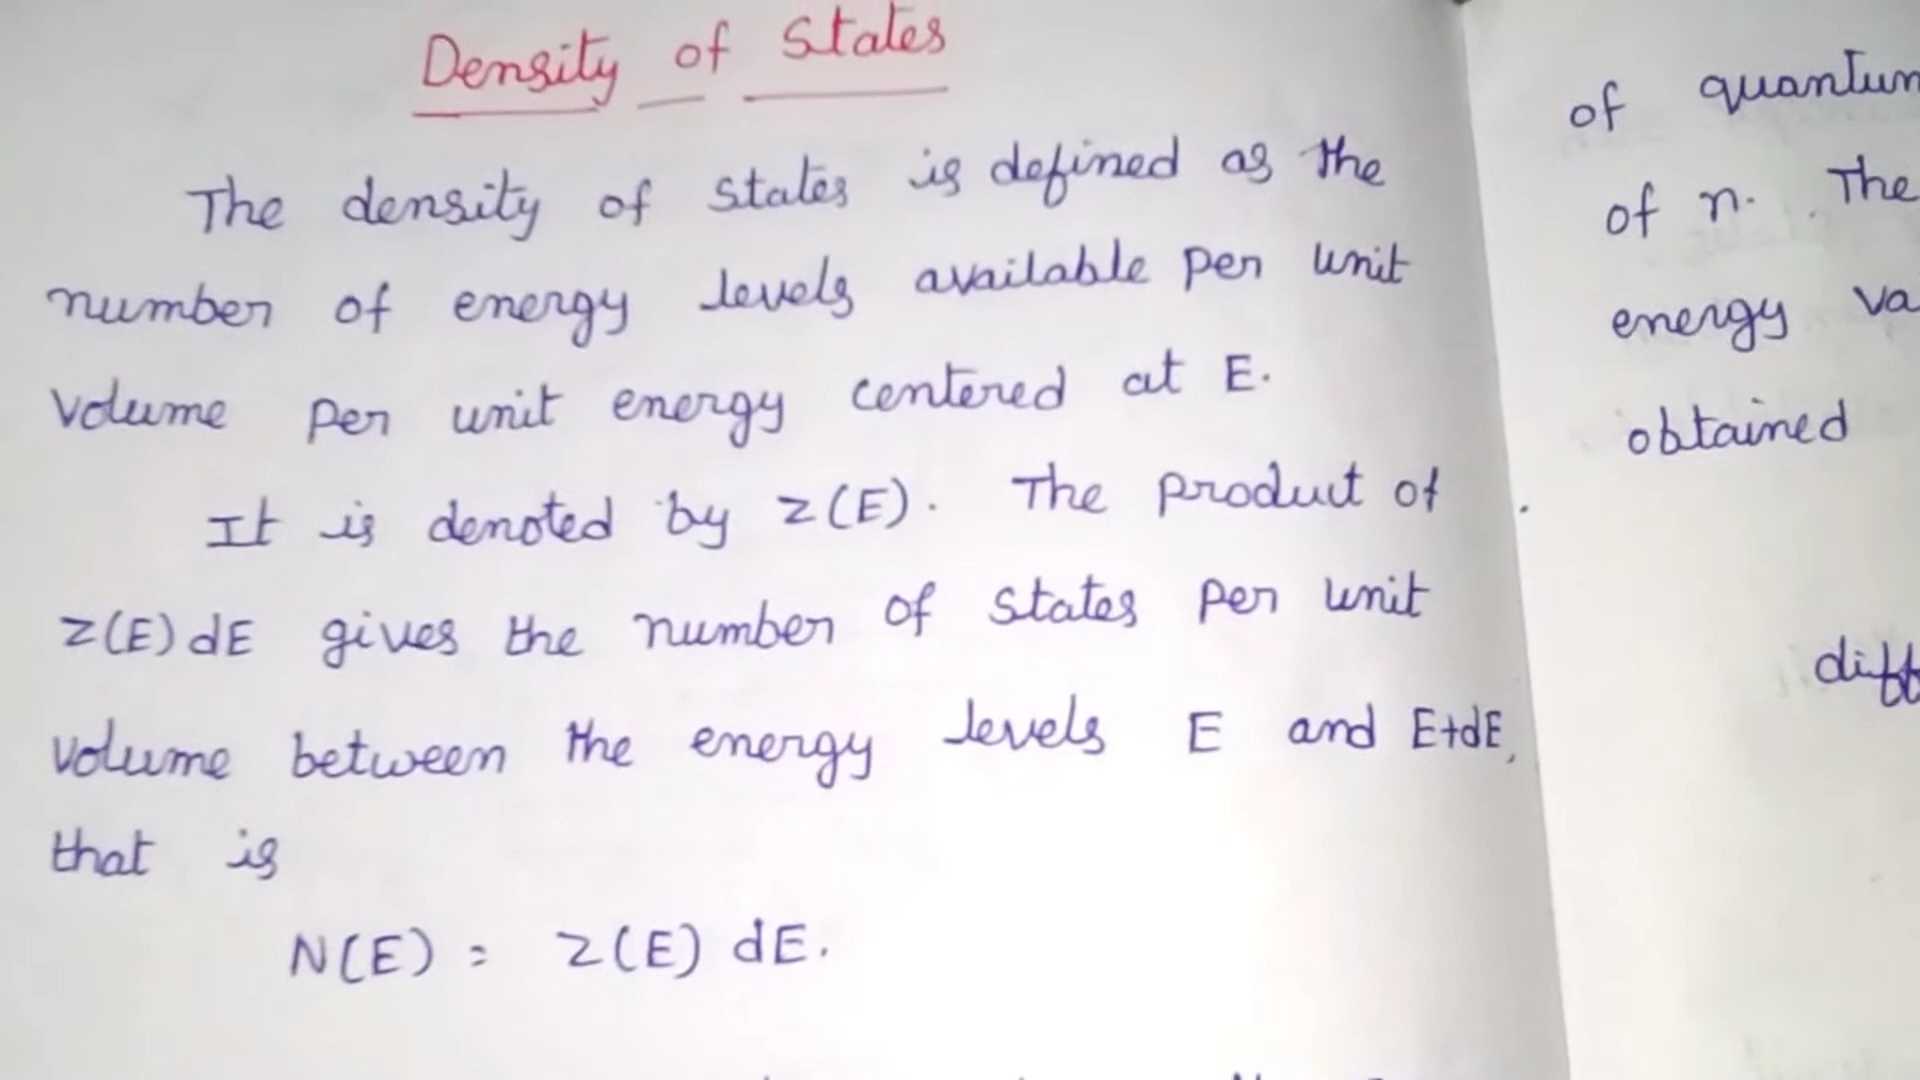 Density of States
The density of states is defined as the
number of energy levels available per unit
volume per unit energy centered at E.
It is denoted by Z(E). The product of
Z(E) dE gives the number of states per unit
volume between the energy levels E and E+dE,
that is
N(E) = Z(E) dE.
of
of n. The
energy
obtained